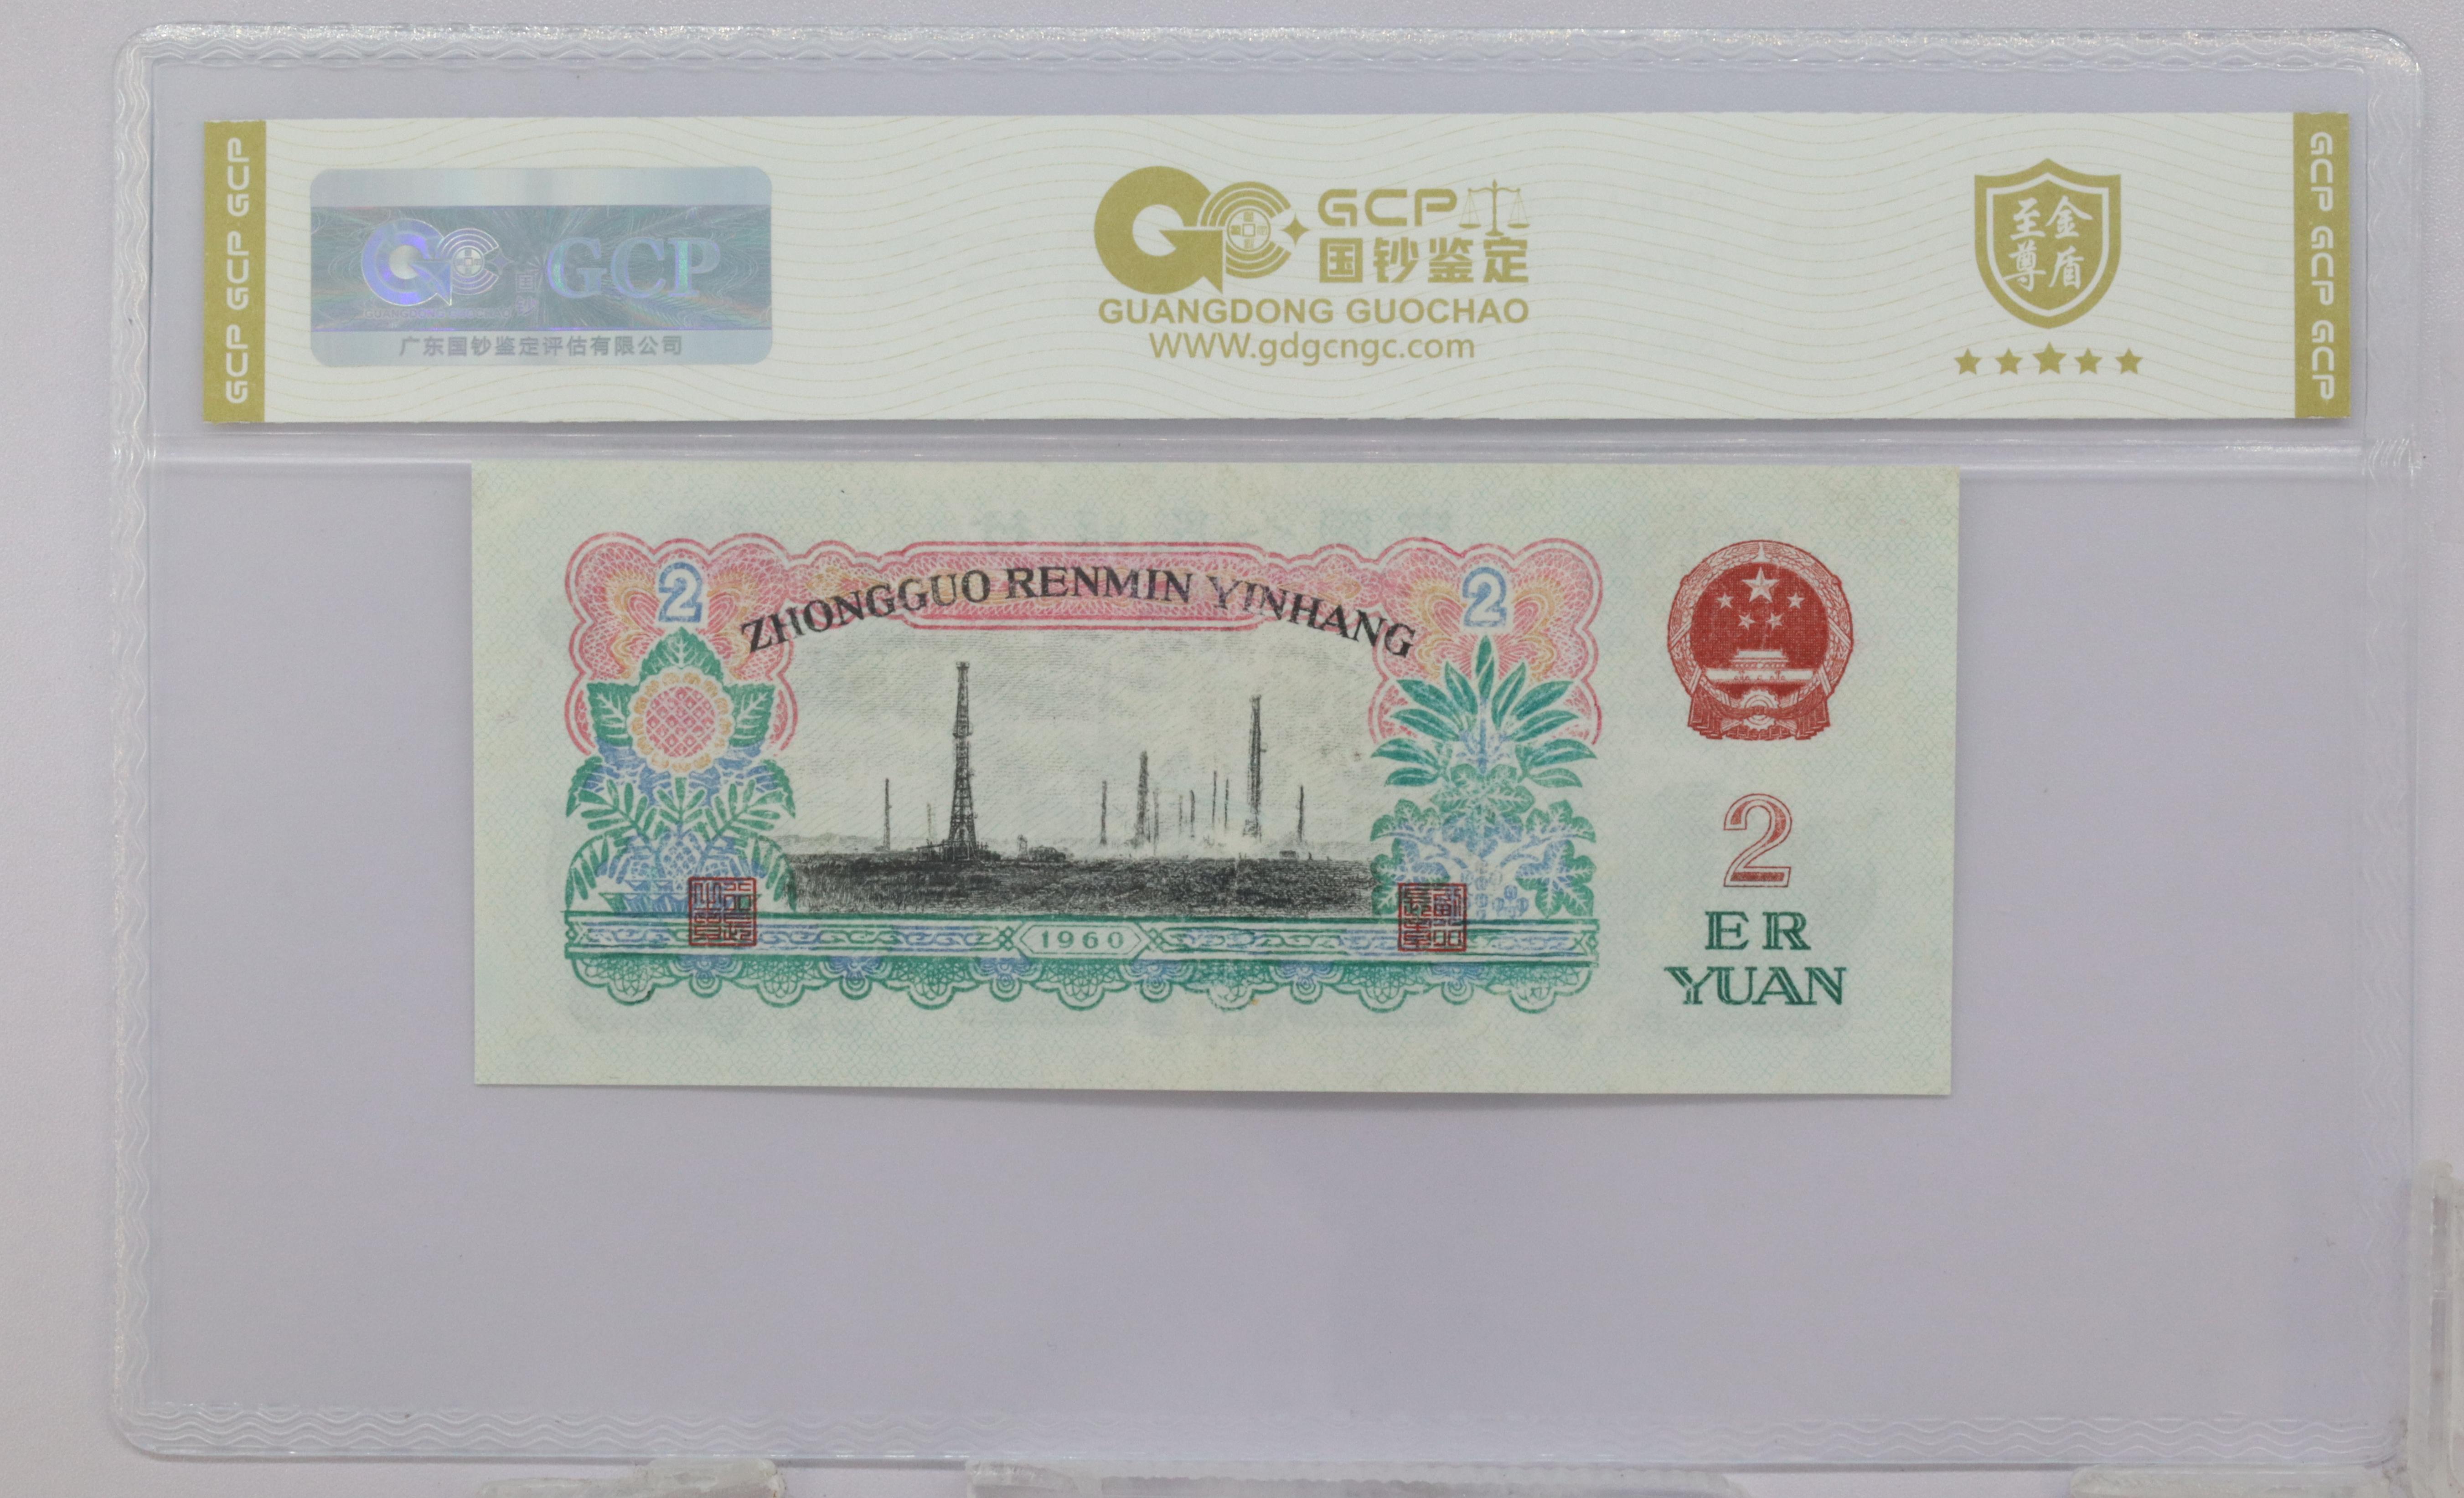 GCP GCP GCP
GCP
GUANGDONG GUOCHAO
广东国钞鉴定评估有限公司
GCP
国钞鉴定
GUANGDONG GUOCHAO
WWW.gdgcngc.com
至尊
金盾
GCP GCP GCP
2
ZHONGGUO RENMIN YINHANG
2
1960
2
ER
YUAN